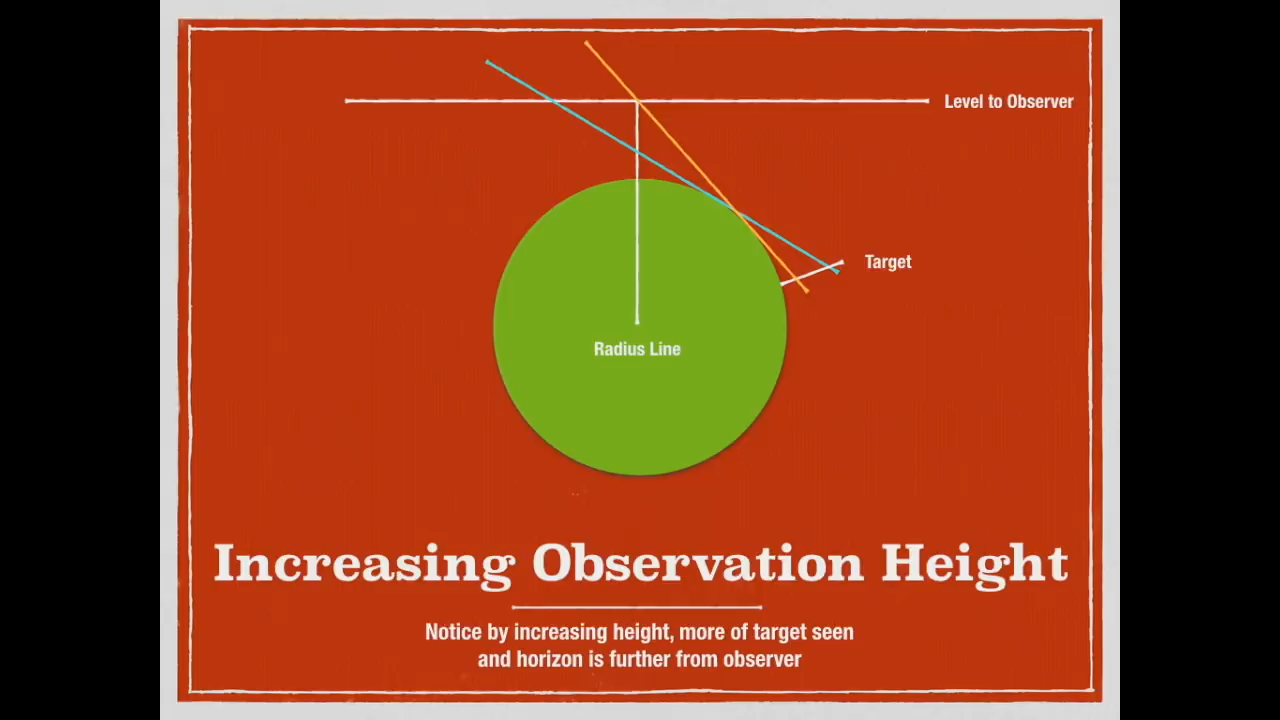 Level to Observer
Target
Radius Line
Increasing Observation Height
Notice by increasing height, more of target seen
and horizon is further from observer